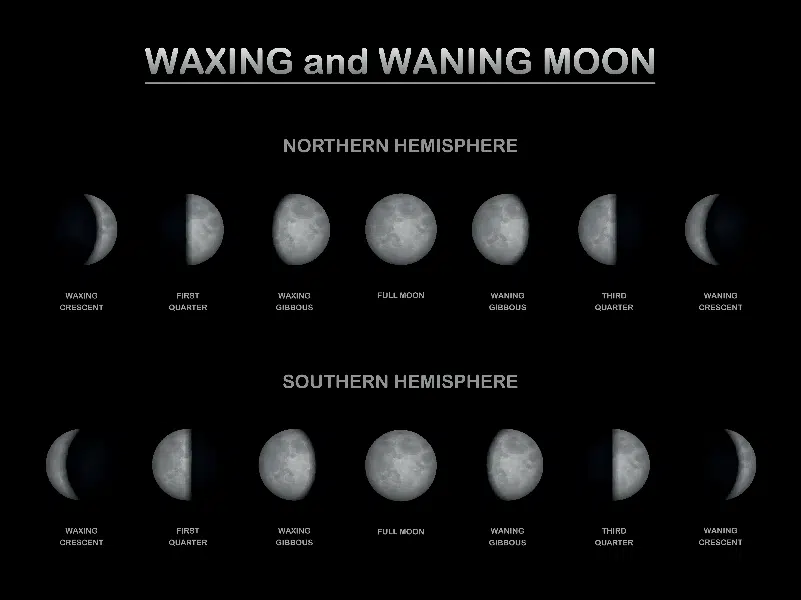 WAXING and WANING MOON
NORTHERN HEMISPHERE
WAXING
CRESCENT
FIRST
QUARTER
WAXING
GIBBOUS
FULL MOON
WANING
GIBBOUS
THIRD
QUARTER
WANING
CRESCENT
SOUTHERN HEMISPHERE
WAXING
CRESCENT
FIRST
QUARTER
WAXING
GIBBOUS
FULL MOON
WANING
GIBBOUS
THIRD
QUARTER
WANING
CRESCENT